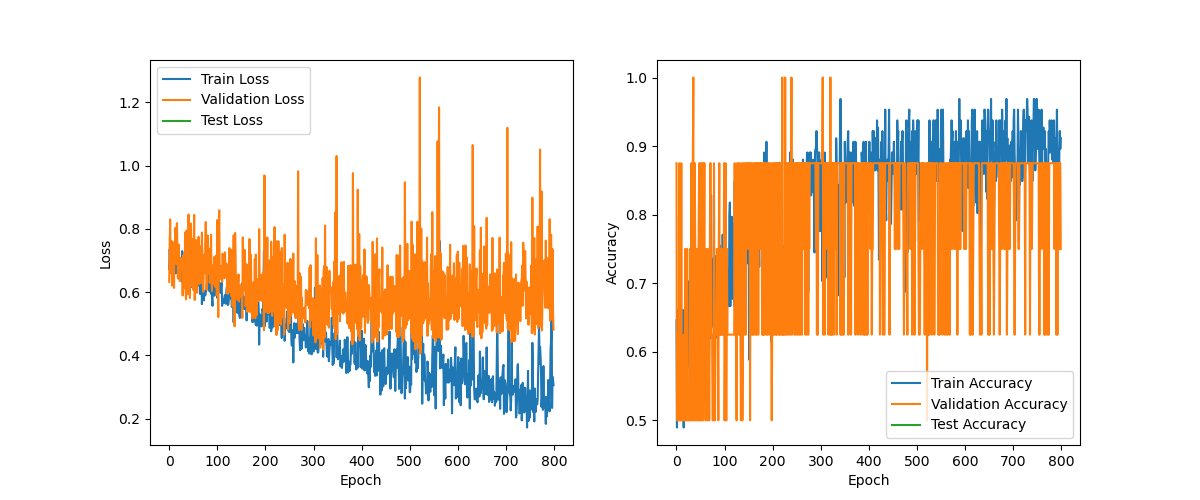 Train Loss
Validation Loss
Test Loss
1.2
1.0
0.8
0.6
0.4
0.2
Loss
0 100 200 300 400 500 600 700 800
Epoch
1.0
0.9
0.8
0.7
0.6
0.5
Accuracy
Train Accuracy
Validation Accuracy
Test Accuracy
0 100 200 300 400 500 600 700 800
Epoch